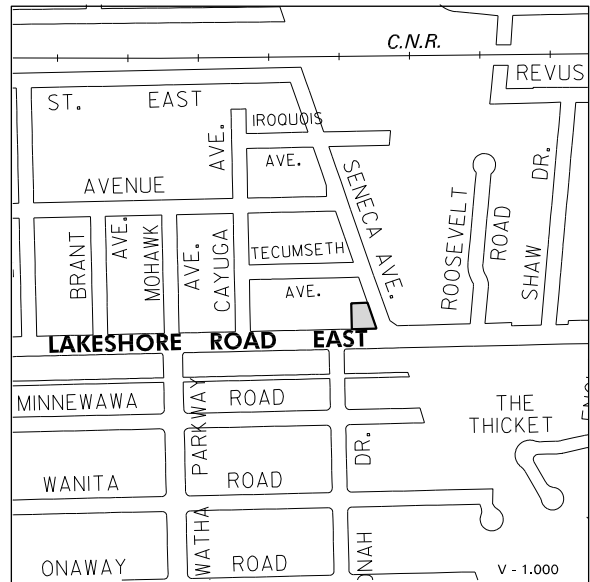 C.N.R.
REVUS
ST. EAST
IROQUOIS
AVE.
AVE.
AVENUE
SENECA AVE.
DR.
SHAW
ROOSEVELT
ROAD
BRANT
AVE.
MOHAWK
AVE.
CAYUGA
TECUMSETH
AVE.
LAKESHORE ROAD EAST
MINNEWAWA ROAD
PARKWAY
THE
THICKET
DR.
WANITA ROAD
WATHA
ONAWAY ROAD
ONAH
V - 1.000